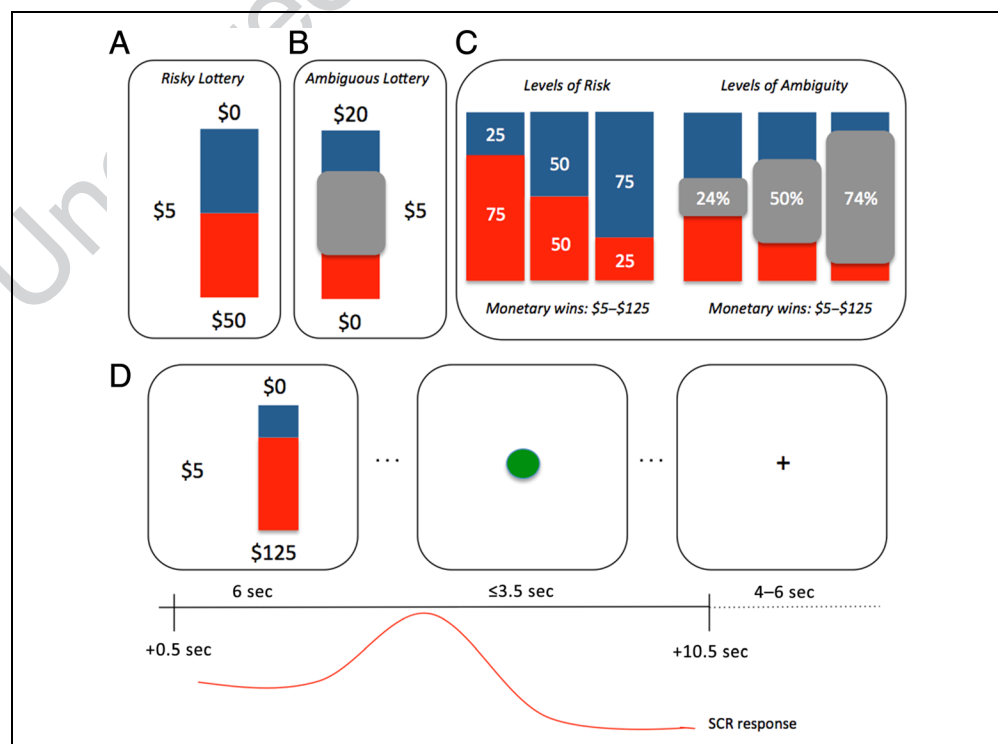 A
B
C
Risky Lottery
$0
$5
$50
Ambiguous Lottery
$20
$5
$0
Levels of Risk
25
75
50
50
75
25
Monetary wins: $5–$125
Levels of Ambiguity
24%
50%
74%
Monetary wins: $5–$125
D
$0
$5
$125
...
...
+
6 sec
≤3.5 sec
4–6 sec
+0.5 sec
+10.5 sec
SCR response